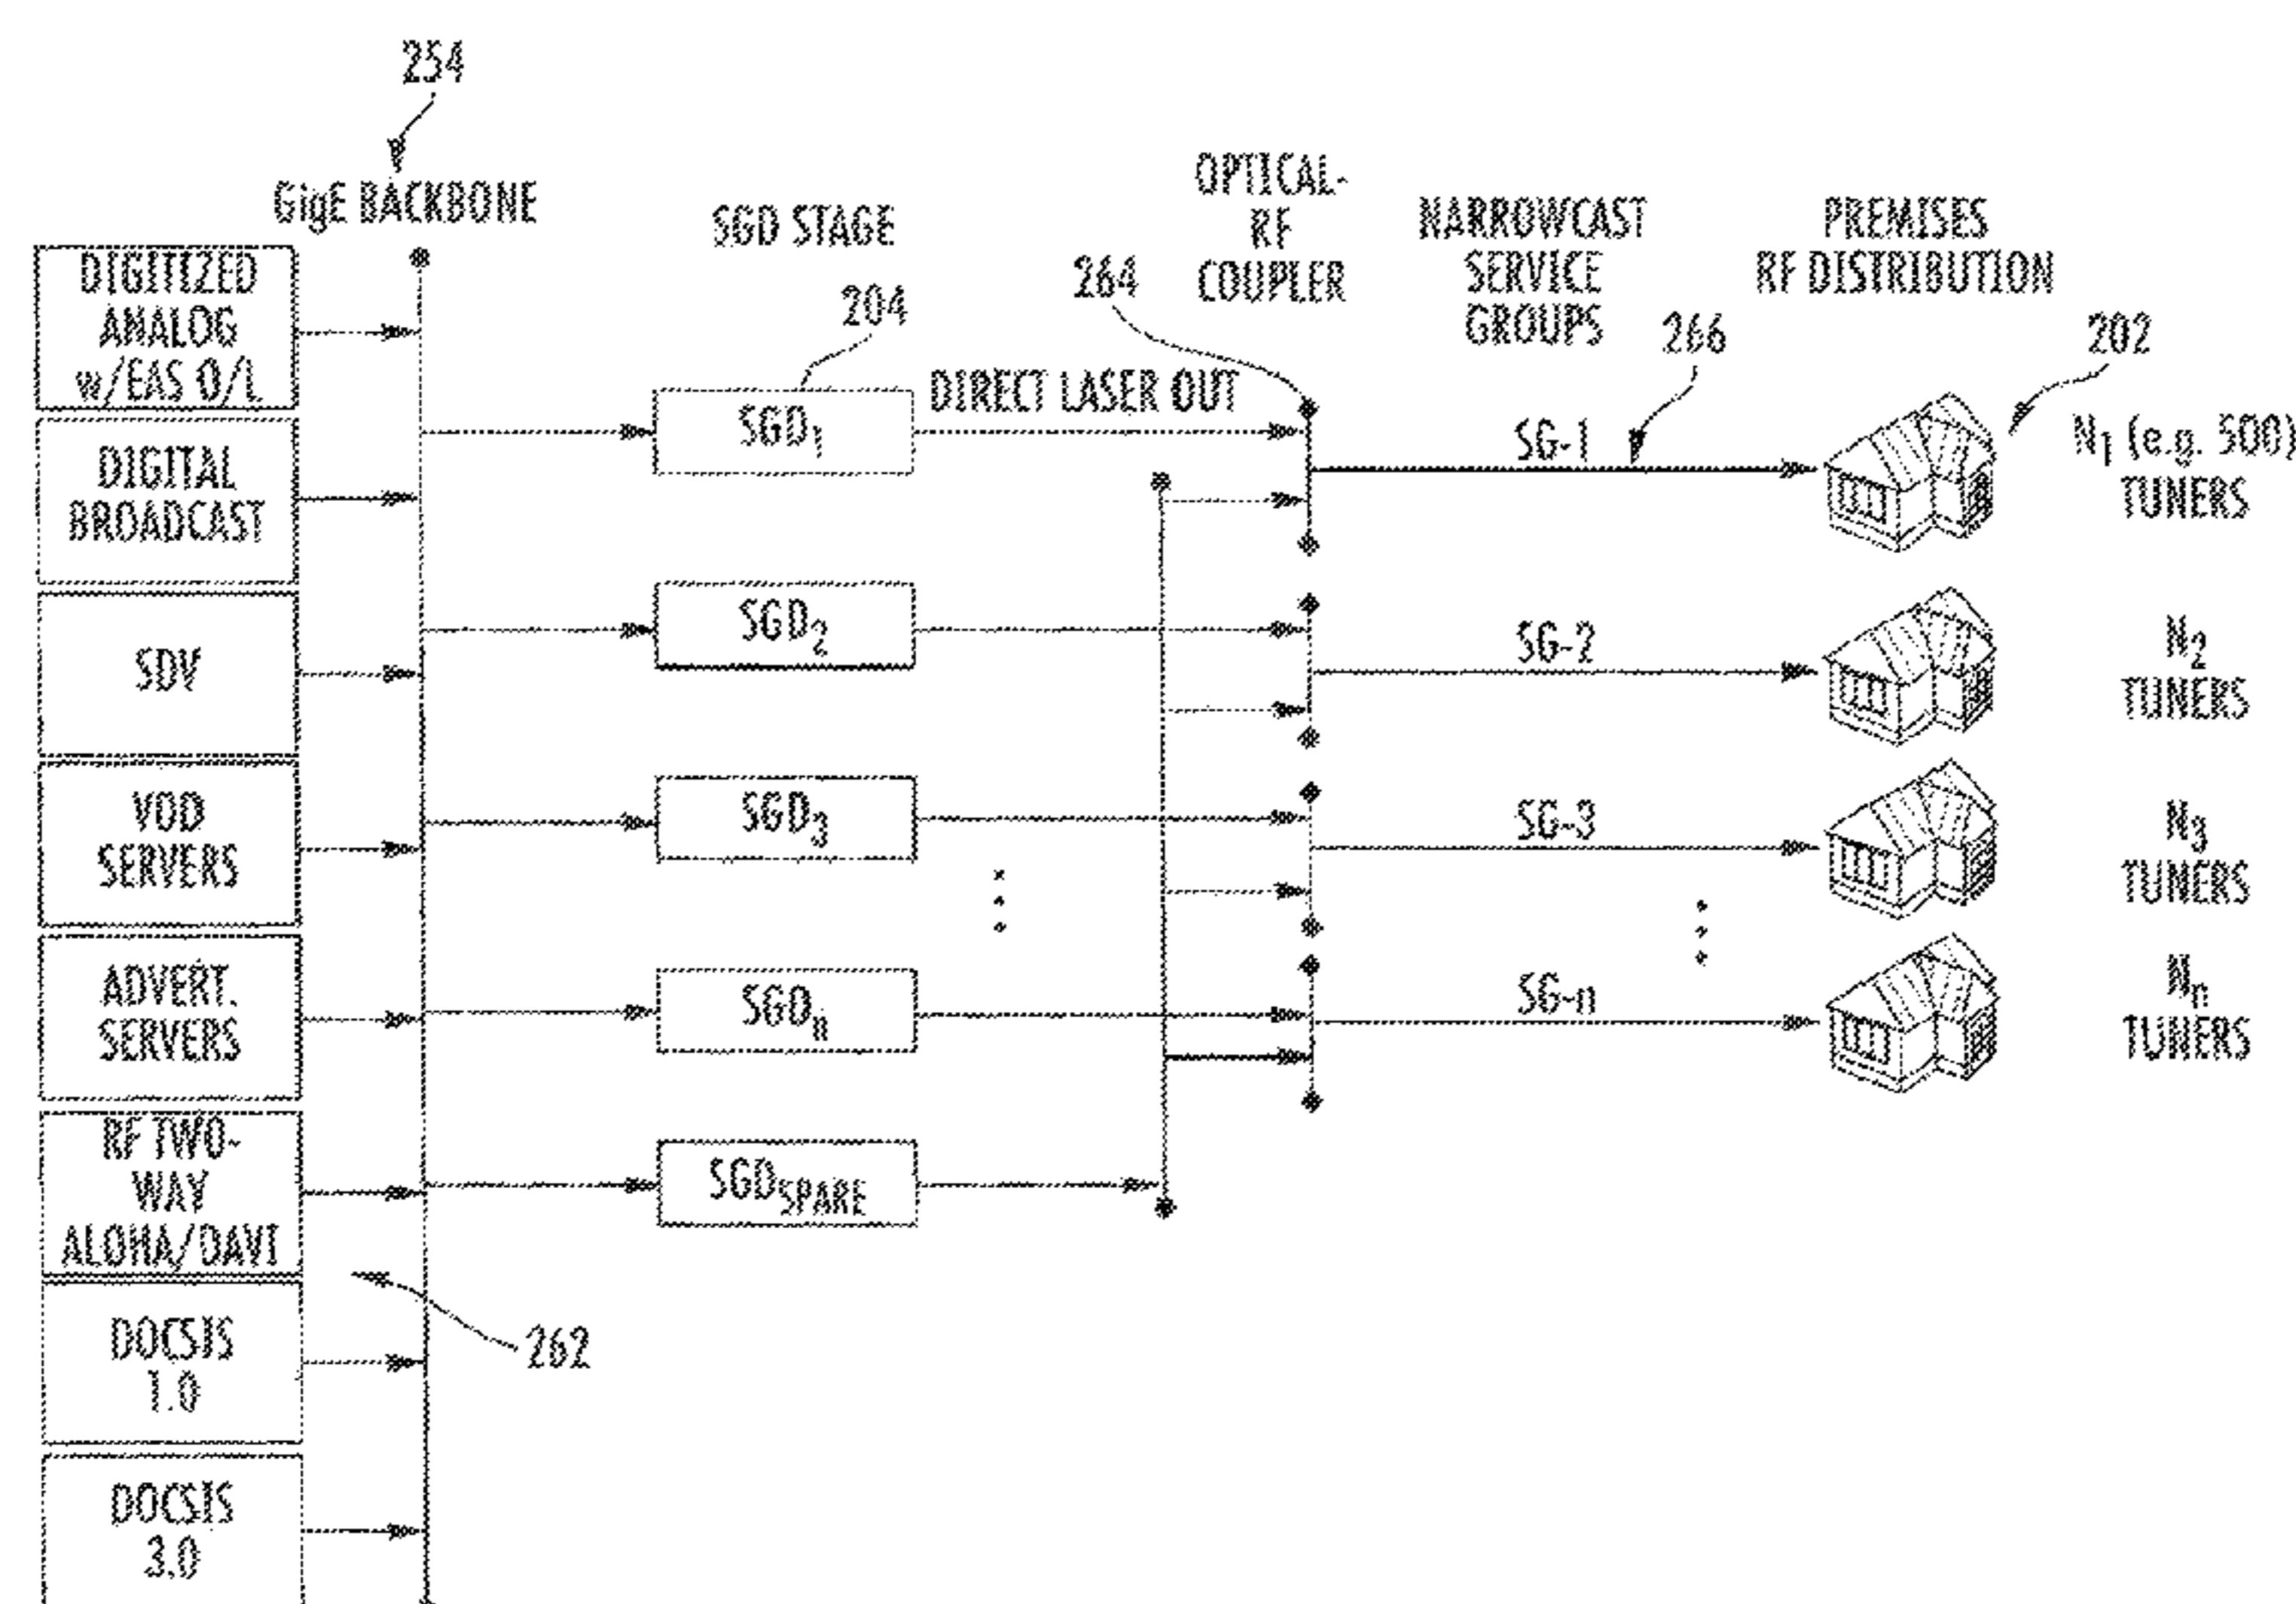 254
GigE BACKBONE
SGD STAGE
OPTICAL-
RF
COUPLER
NARROWCAST
SERVICE
GROUPS
PREMISES
RF DISTRIBUTION
264
204
266
202
DIGITIZED
ANALOG
w/EAS O/L
DIGITAL
BROADCAST
SDV
VOD
SERVERS
ADVERT.
SERVERS
RF TWO-
WAY
ALOHA/DAVI
DOCSIS
1.0
DOCSIS
3.0
262
SGD1
DIRECT LASER OUT
SG-1
N1 (e.g. 500)
TUNERS
SGD2
SG-2
N2
TUNERS
SGD3
SG-3
N3
TUNERS
SGDn
SG-n
Nn
TUNERS
SGDSPARE